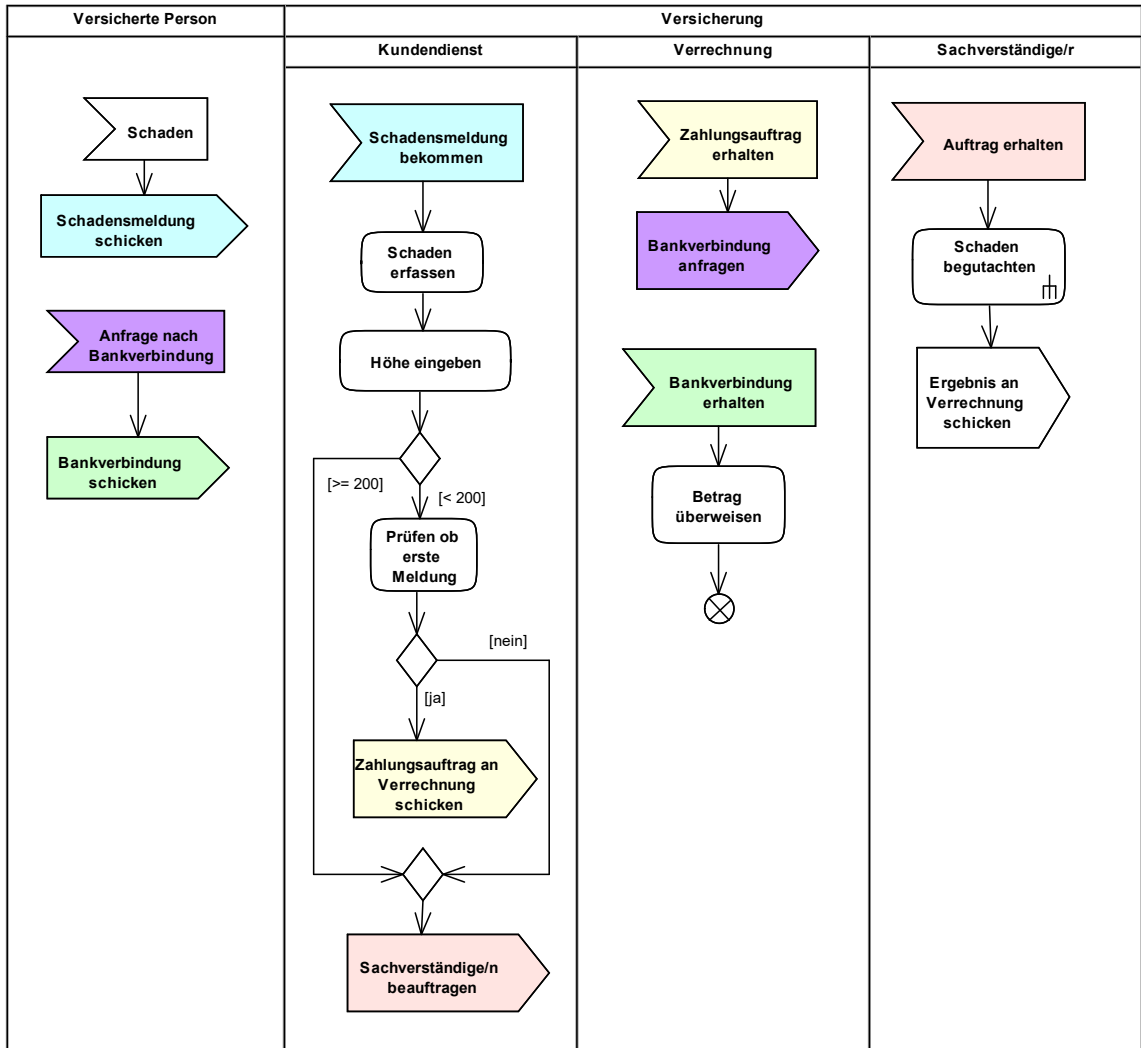 Versicherte Person
Versicherung
Kundendienst
Verrechnung
Sachverständige/r
Schaden
Schadensmeldung
schicken
Anfrage nach
Bankverbindung
Bankverbindung
schicken
Schadensmeldung
bekommen
Schaden
erfassen
Höhe eingeben
[>= 200]
[< 200]
Prüfen ob
erste
Meldung
[nein]
[ja]
Zahlungsauftrag an
Verrechnung
schicken
Sachverständige/n
beauftragen
Zahlungsauftrag
erhalten
Bankverbindung
anfragen
Bankverbindung
erhalten
Betrag
überweisen
Auftrag erhalten
Schaden
begutachten
Ergebnis an
Verrechnung
schicken